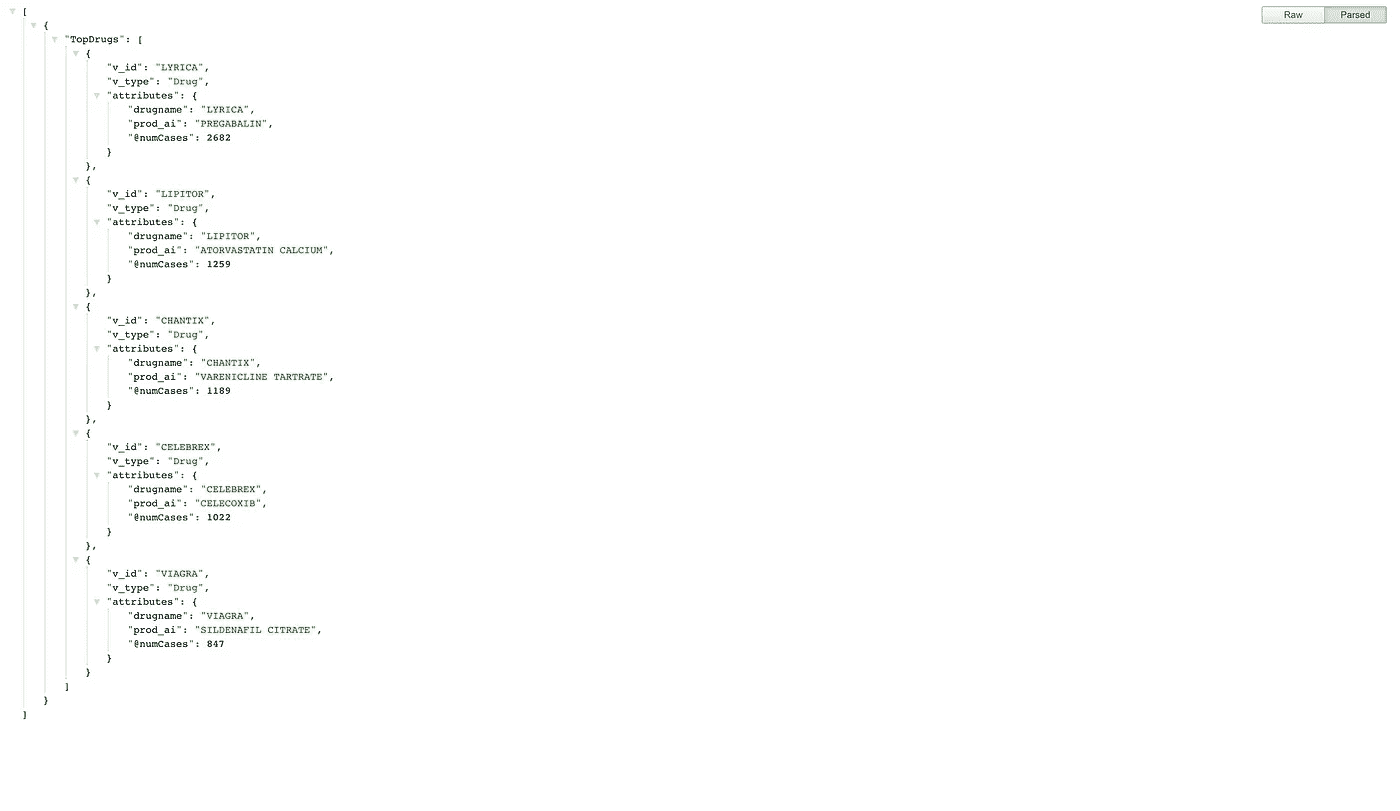 [
{
"TopDrugs": [
{
"v_id": "LYRICA",
"v_type": "Drug",
"attributes": {
"drugname": "LYRICA",
"prod_ai": "PREGABALIN",
"@numCases": 2682
}
},
{
"v_id": "LIPITOR",
"v_type": "Drug",
"attributes": {
"drugname": "LIPITOR",
"prod_ai": "ATORVASTATIN CALCIUM",
"@numCases": 1259
}
},
{
"v_id": "CHANTIX",
"v_type": "Drug",
"attributes": {
"drugname": "CHANTIX",
"prod_ai": "VARENICLINE TARTRATE",
"@numCases": 1189
}
},
{
"v_id": "CELEBREX",
"v_type": "Drug",
"attributes": {
"drugname": "CELEBREX",
"prod_ai": "CELECOXIB",
"@numCases": 1022
}
},
{
"v_id": "VIAGRA",
"v_type": "Drug",
"attributes": {
"drugname": "VIAGRA",
"prod_ai": "SILDENAFIL CITRATE",
"@numCases": 847
}
}
]
}
]
Raw Parsed